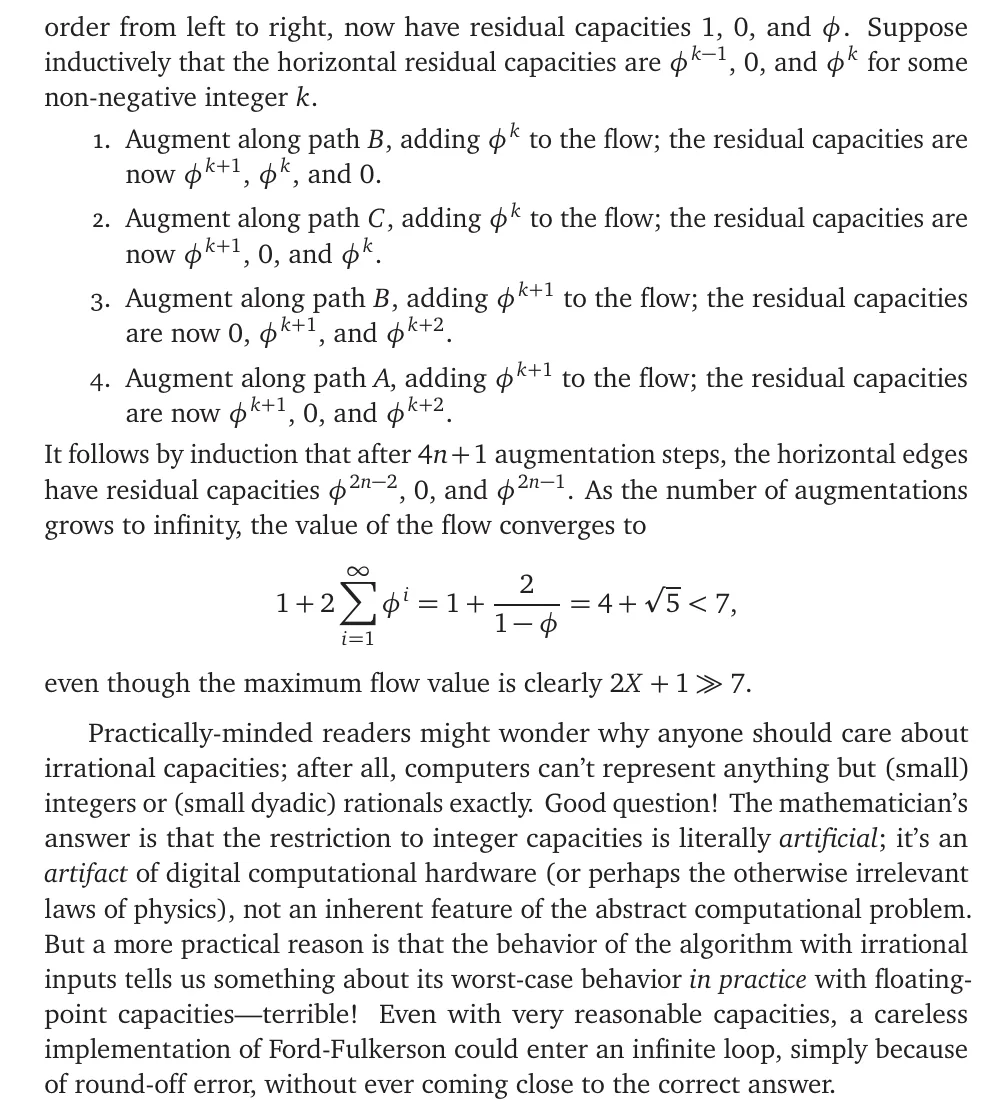 order from left to right, now have residual capacities 1, 0, and ϕ. Suppose
inductively that the horizontal residual capacities are ϕ^{k−1}, 0, and ϕ^k for some
non-negative integer k.
1. Augment along path B, adding ϕ^k to the flow; the residual capacities are
now ϕ^{k+1}, ϕ^k, and 0.
2. Augment along path C, adding ϕ^k to the flow; the residual capacities are
now ϕ^{k+1}, 0, and ϕ^k.
3. Augment along path B, adding ϕ^{k+1} to the flow; the residual capacities
are now 0, ϕ^{k+1}, and ϕ^{k+2}.
4. Augment along path A, adding ϕ^{k+1} to the flow; the residual capacities
are now ϕ^{k+1}, 0, and ϕ^{k+2}.
It follows by induction that after 4n+1 augmentation steps, the horizontal edges
have residual capacities ϕ^{2n−2}, 0, and ϕ^{2n−1}. As the number of augmentations
grows to infinity, the value of the flow converges to
1 + 2 ∑_{i=1}^{∞} ϕ^i = 1 + \frac{2}{1 − ϕ} = 4 + √5 < 7,
even though the maximum flow value is clearly 2X + 1 ≫ 7.
Practically-minded readers might wonder why anyone should care about
irrational capacities; after all, computers can’t represent anything but (small)
integers or (small dyadic) rationals exactly. Good question! The mathematician’s
answer is that the restriction to integer capacities is literally artificial; it’s an
artifact of digital computational hardware (or perhaps the otherwise irrelevant
laws of physics), not an inherent feature of the abstract computational problem.
But a more practical reason is that the behavior of the algorithm with irrational
inputs tells us something about its worst-case behavior in practice with floating-
point capacities—terrible! Even with very reasonable capacities, a careless
implementation of Ford-Fulkerson could enter an infinite loop, simply because
of round-off error, without ever coming close to the correct answer.